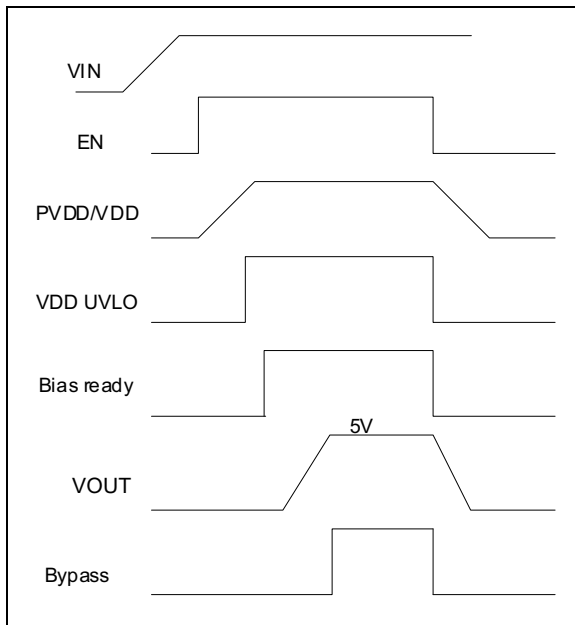 VIN
EN
PVDD/VDD
VDD UVLO
Bias ready
5V
VOUT
Bypass